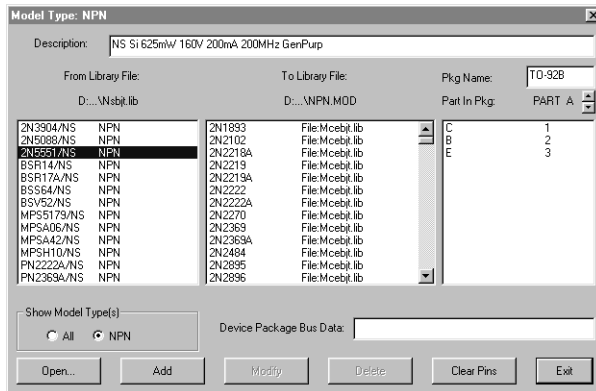 Model Type: NPN
Description: NS Si 625mW 160V 200mA 200MHz GenPurp
From Library File: To Library File: Pkg Name: TO-92B
D:...\Nsbjt.lib D:...\NPN.MOD Part In Pkg: PART A
2N3904/NS NPN 2N1893 File:Mcebjt.lib C 1
2N5088/NS NPN 2N2102 File:Mcebjt.lib B 2
2N5551/NS NPN 2N2218A File:Mcebjt.lib E 3
BSR14/NS NPN 2N2219 File:Mcebjt.lib
BSR17A/NS NPN 2N2219A File:Mcebjt.lib
BSS64/NS NPN 2N2222 File:Mcebjt.lib
BSV52/NS NPN 2N2222A File:Mcebjt.lib
MPS5179/NS NPN 2N2270 File:Mcebjt.lib
MPSA06/NS NPN 2N2369 File:Mcebjt.lib
MPSA42/NS NPN 2N2369A File:Mcebjt.lib
MPSH10/NS NPN 2N2484 File:Mcebjt.lib
PN2222A/NS NPN 2N2895 File:Mcebjt.lib
PN2369A/NS NPN 2N2896 File:Mcebjt.lib
Show Model Type(s)
All NPN Device Package Bus Data:
Open... Add Modify Delete Clear Pins Exit